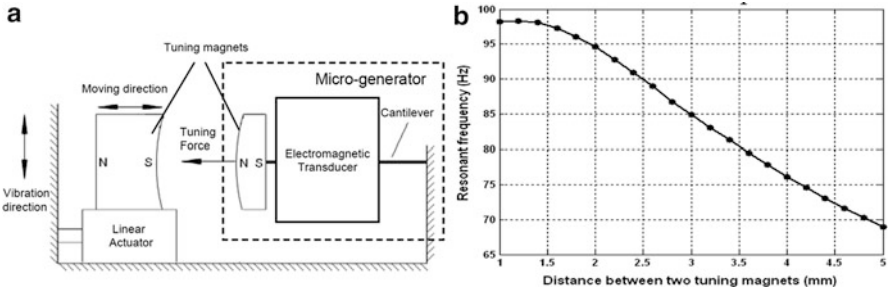 a
Tuning magnets
Moving direction
Micro-generator
Cantilever
Tuning
Force
N
S
N S
Electromagnetic
Transducer
Vibration
direction
Linear
Actuator
b
100
95
90
85
80
75
70
65
Resonant frequency (Hz)
1
1.5
2
2.5
3
3.5
4
4.5
5
Distance between two tuning magnets (mm)